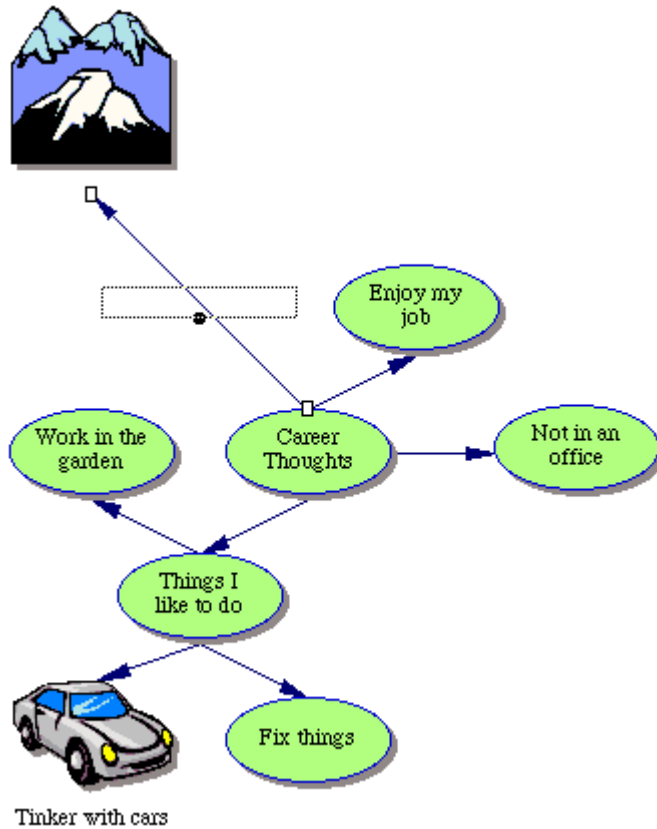 Enjoy my
job
Work in the
garden
Career
Thoughts
Not in an
office
Things I
like to do
Fix things
Tinker with cars